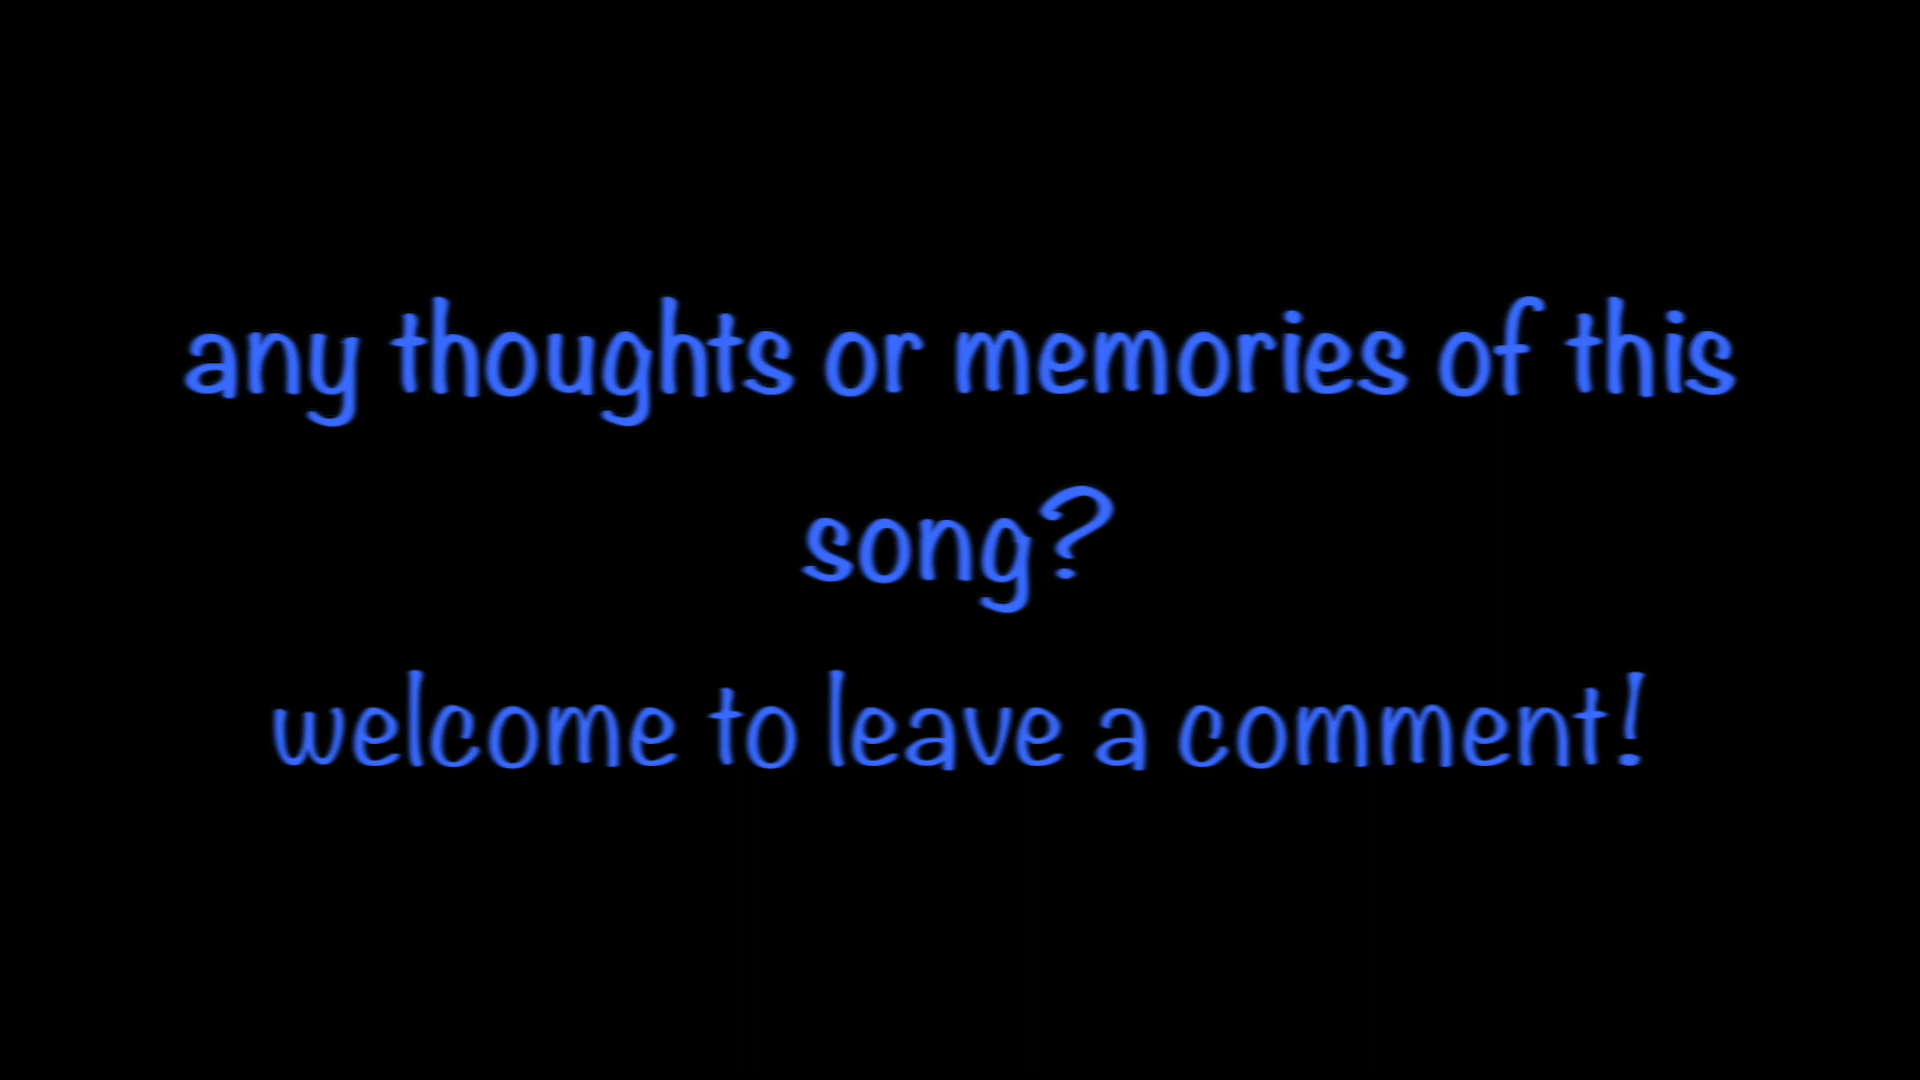 any thoughts or memories of this
song?
welcome to leave a comment!